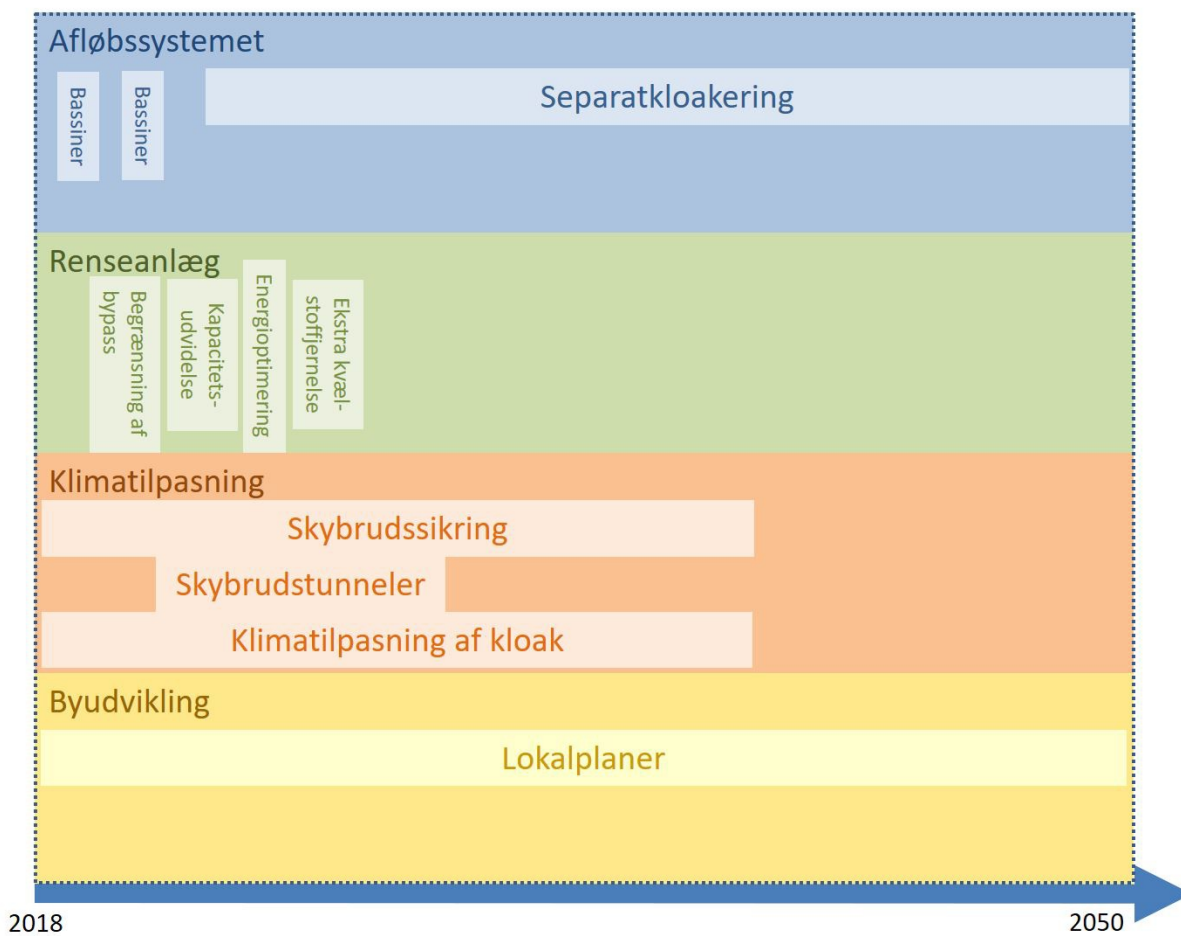 Afløbssystemet
Bassiner
Bassiner
Separatkloakering
Renseanlæg
Begrænsning af
bypass
Kapacitets-
udvidelse
Energioptimering
Ekstra kvæl-
stoffjernelse
Klimatilpasning
Skybrudssikring
Skybrudstunneler
Klimatilpasning af kloak
Byudvikling
Lokalplaner
2018
2050